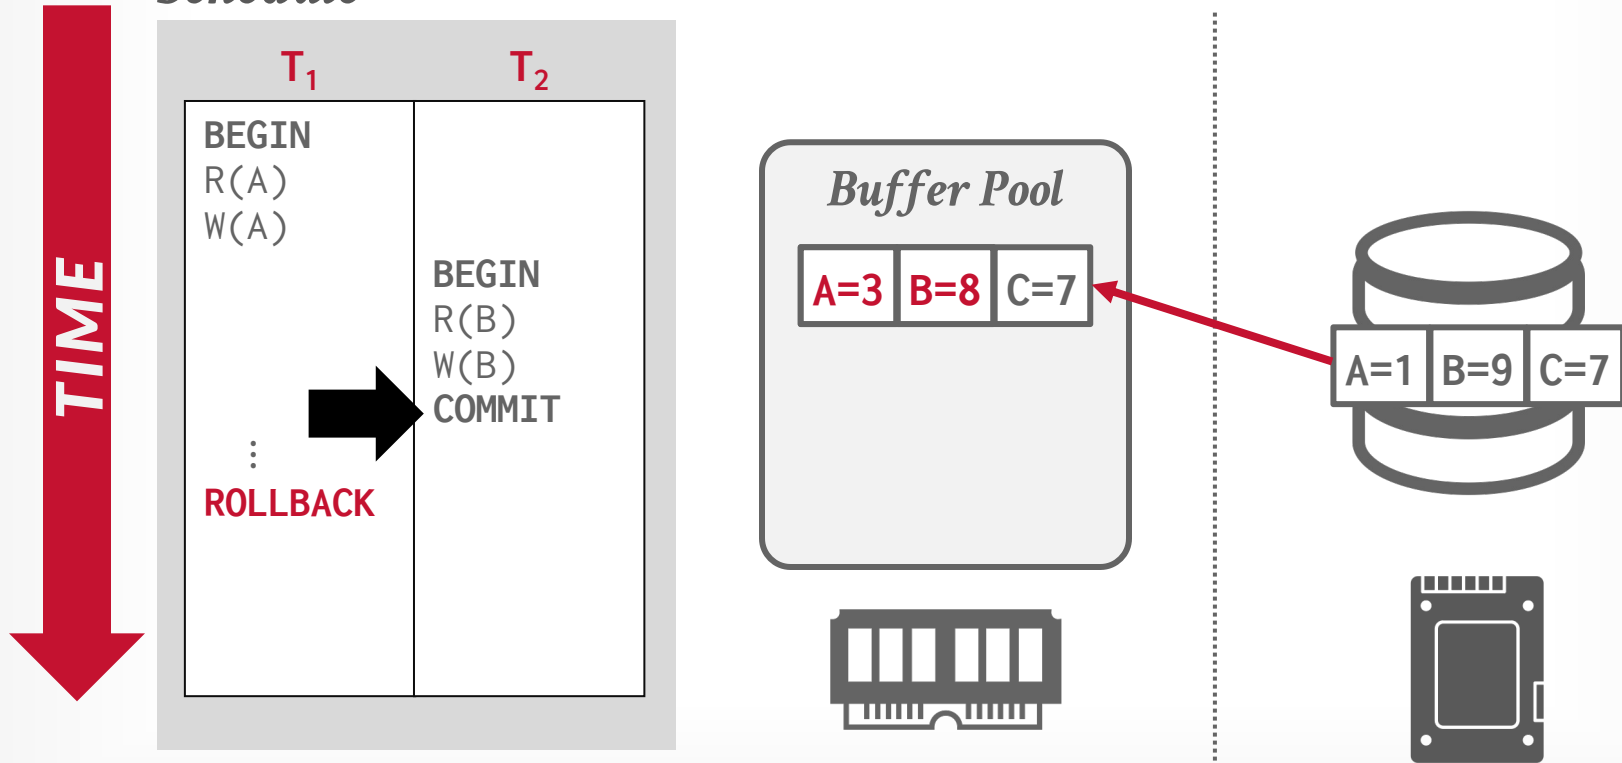 TIME
T₁ T₂
BEGIN
R(A)
W(A)
BEGIN
R(B)
W(B)
COMMIT
⋮
ROLLBACK
Buffer Pool
A=3 B=8 C=7
A=1 B=9 C=7